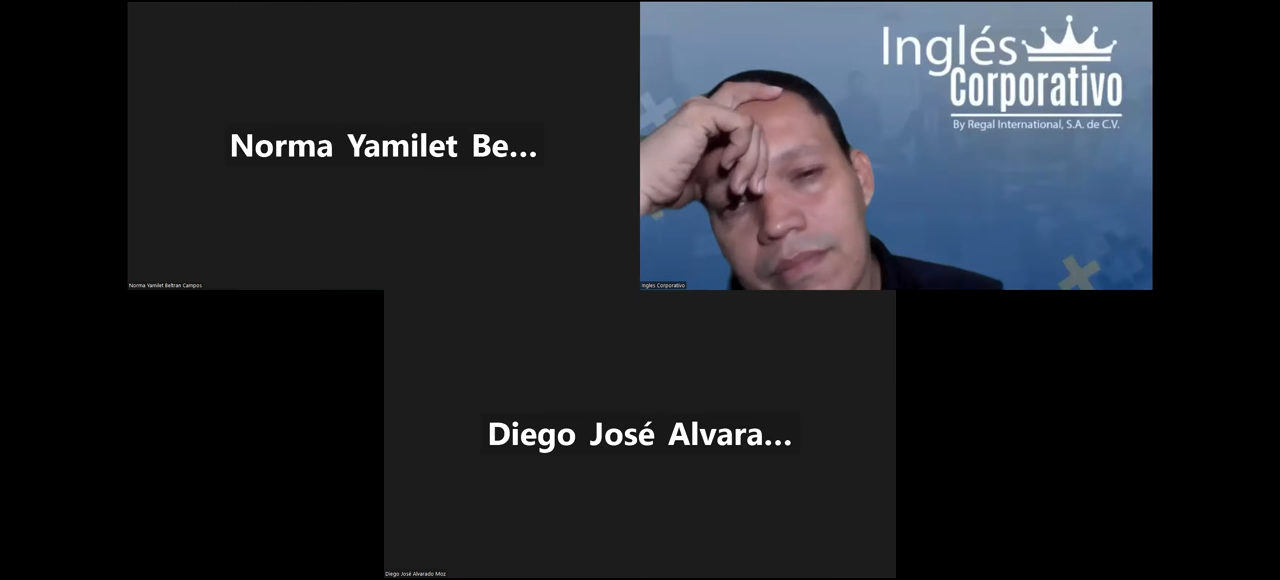 Norma Yamilet Be...
Norma Yamilet Beltran Campos
Inglés
Corporativo
By Regal International, S.A. de C.V.
Ingles Corporativo
Diego José Alvara...
Diego José Alvarado Moz